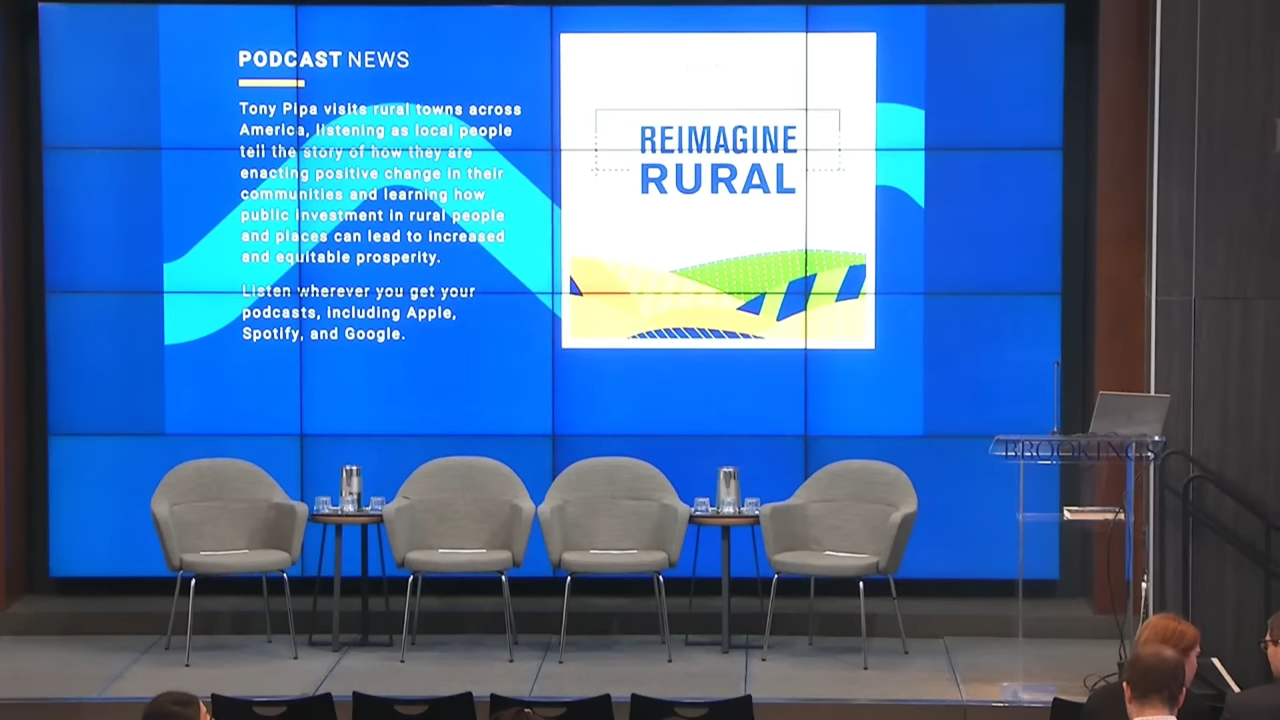 PODCAST NEWS
Tony Pipa visits rural towns across
America, listening as local people
tell the story of how they are
enacting positive change in their
communities and learning how
public investment in rural people
and places can lead to increased
and equitable prosperity.
Listen wherever you get your
podcasts, including Apple,
Spotify, and Google.
REIMAGINE
RURAL
BROOKINGS